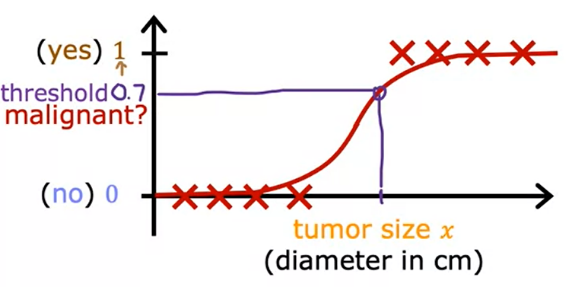 (yes) 1
threshold 0.7
malignant?
(no) 0
tumor size x
(diameter in cm)